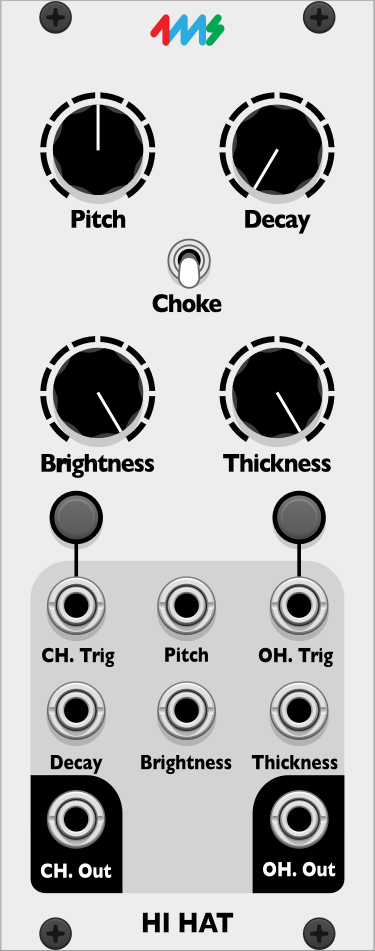 4MS
Pitch
Decay
Choke
Brightness
Thickness
CH. Trig
Pitch
OH. Trig
Decay
Brightness
Thickness
CH. Out
OH. Out
HI HAT